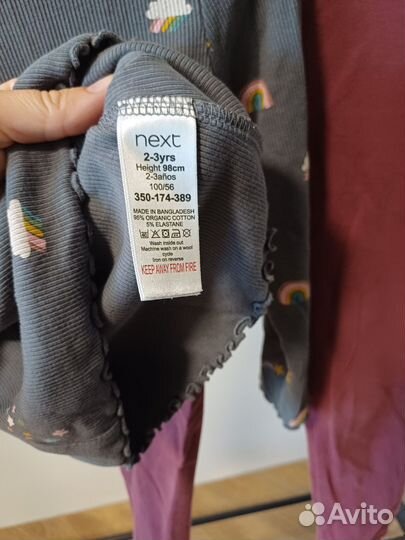 next
2-3yrs
Height 98cm
2-3años
100/56
350-174-389
MADE IN BANGLADESH
95% ORGANIC COTTON
5% ELASTANE
Wash inside out
Machine wash on a wool
cycle
Iron on reverse
KEEP AWAY FROM FIRE
Avito